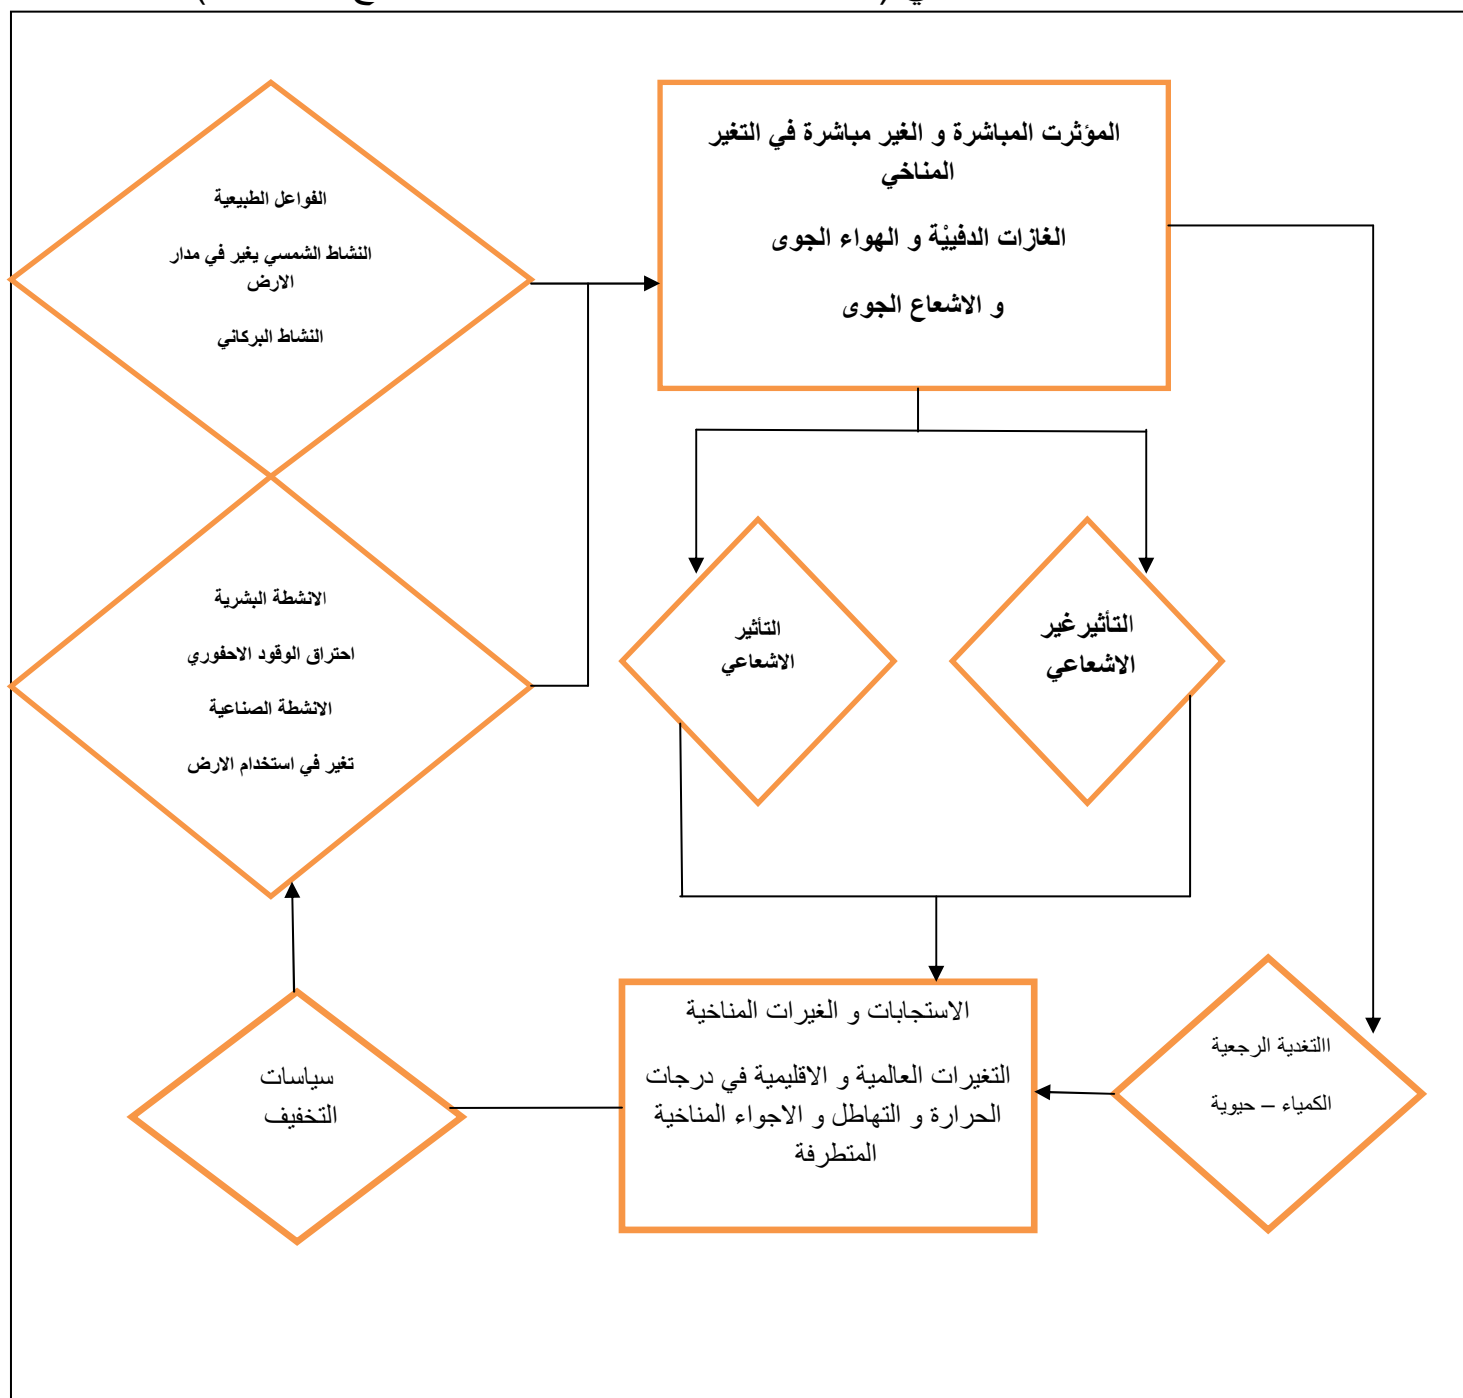 المؤثرت المباشرة و الغير مباشرة في التغير
المناخي
الغازات الدفييْة و الهواء الجوى
و الاشعاع الجوى
الفواعل الطبيعية
النشاط الشمسي يغير في مدار
الارض
النشاط البركاني
الانشطة البشرية
احتراق الوقود الاحفوري
الانشطة الصناعية
تغير في استخدام الارض
التأثيرغير
الاشعاعي
التأثير
الاشعاعي
االتغدية الرجعية
الكمياء – حيوية
الاستجابات و الغيرات المناخية
التغيرات العالمية و الاقليمية في درجات
الحرارة و التهاطل و الاجواء المناخية
المتطرفة
سياسات
التخفيف